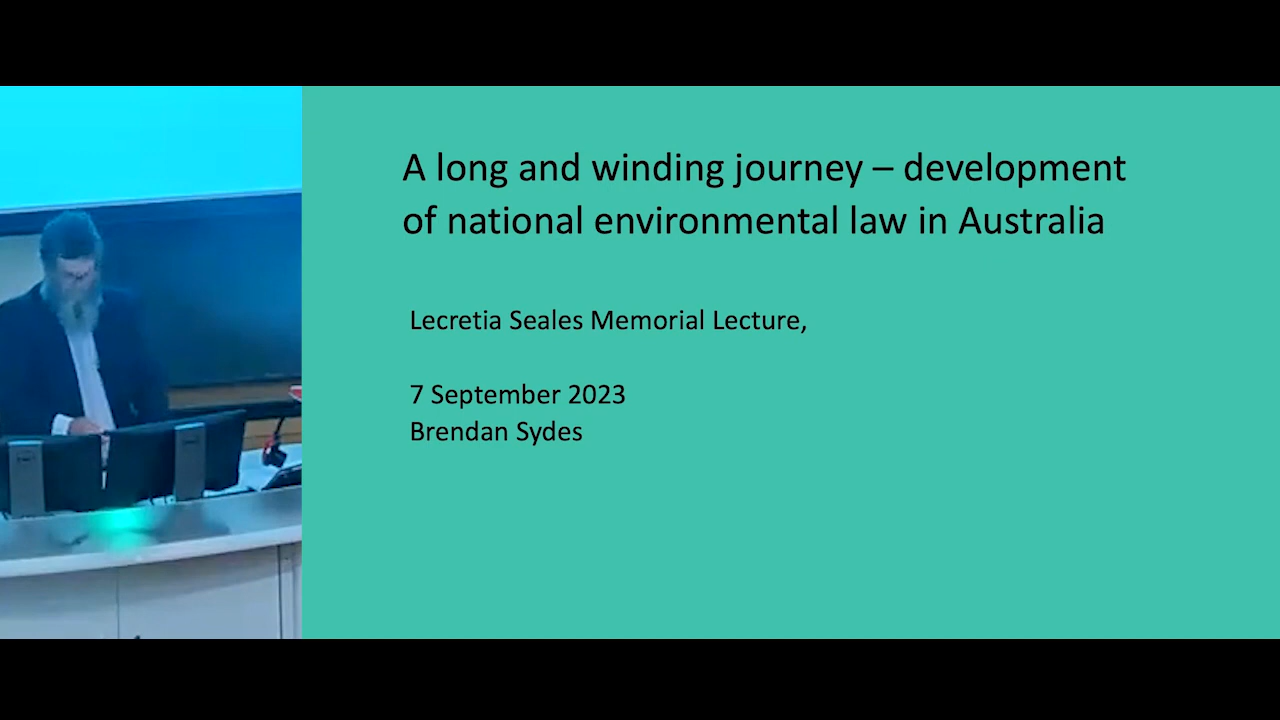 A long and winding journey – development
of national environmental law in Australia
Lecretia Seales Memorial Lecture,
7 September 2023
Brendan Sydes